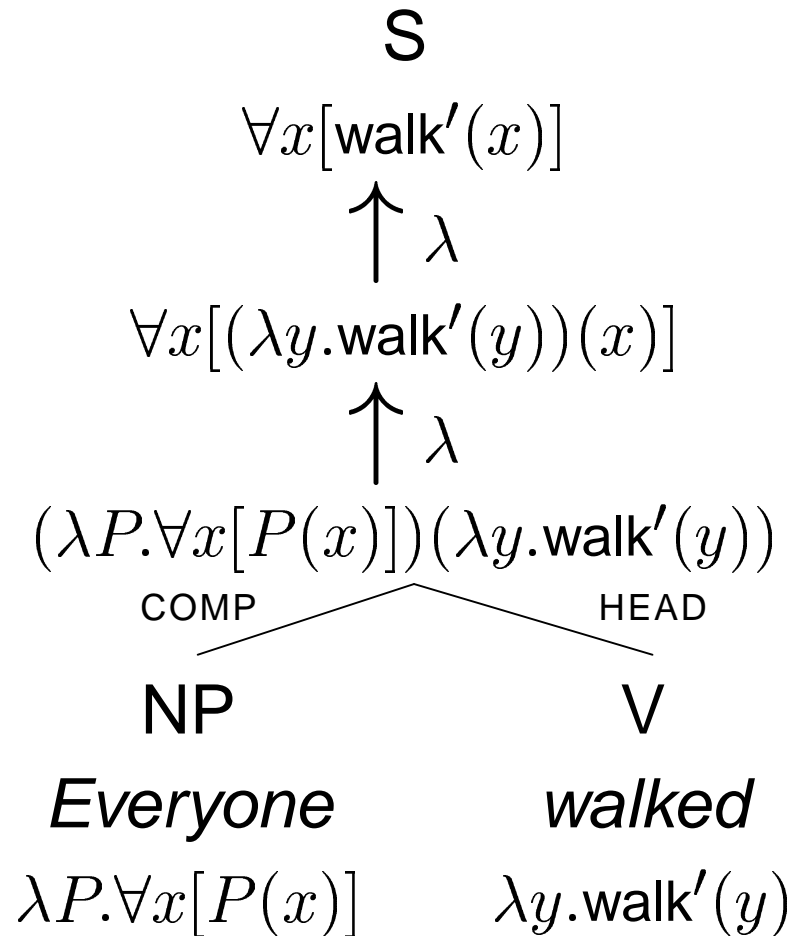 S
∀x[walk′(x)]
↑ λ
∀x[(λy.walk′(y))(x)]
↑ λ
(λP.∀x[P(x)])(λy.walk′(y))
COMP HEAD
NP V
Everyone walked
λP.∀x[P(x)] λy.walk′(y)